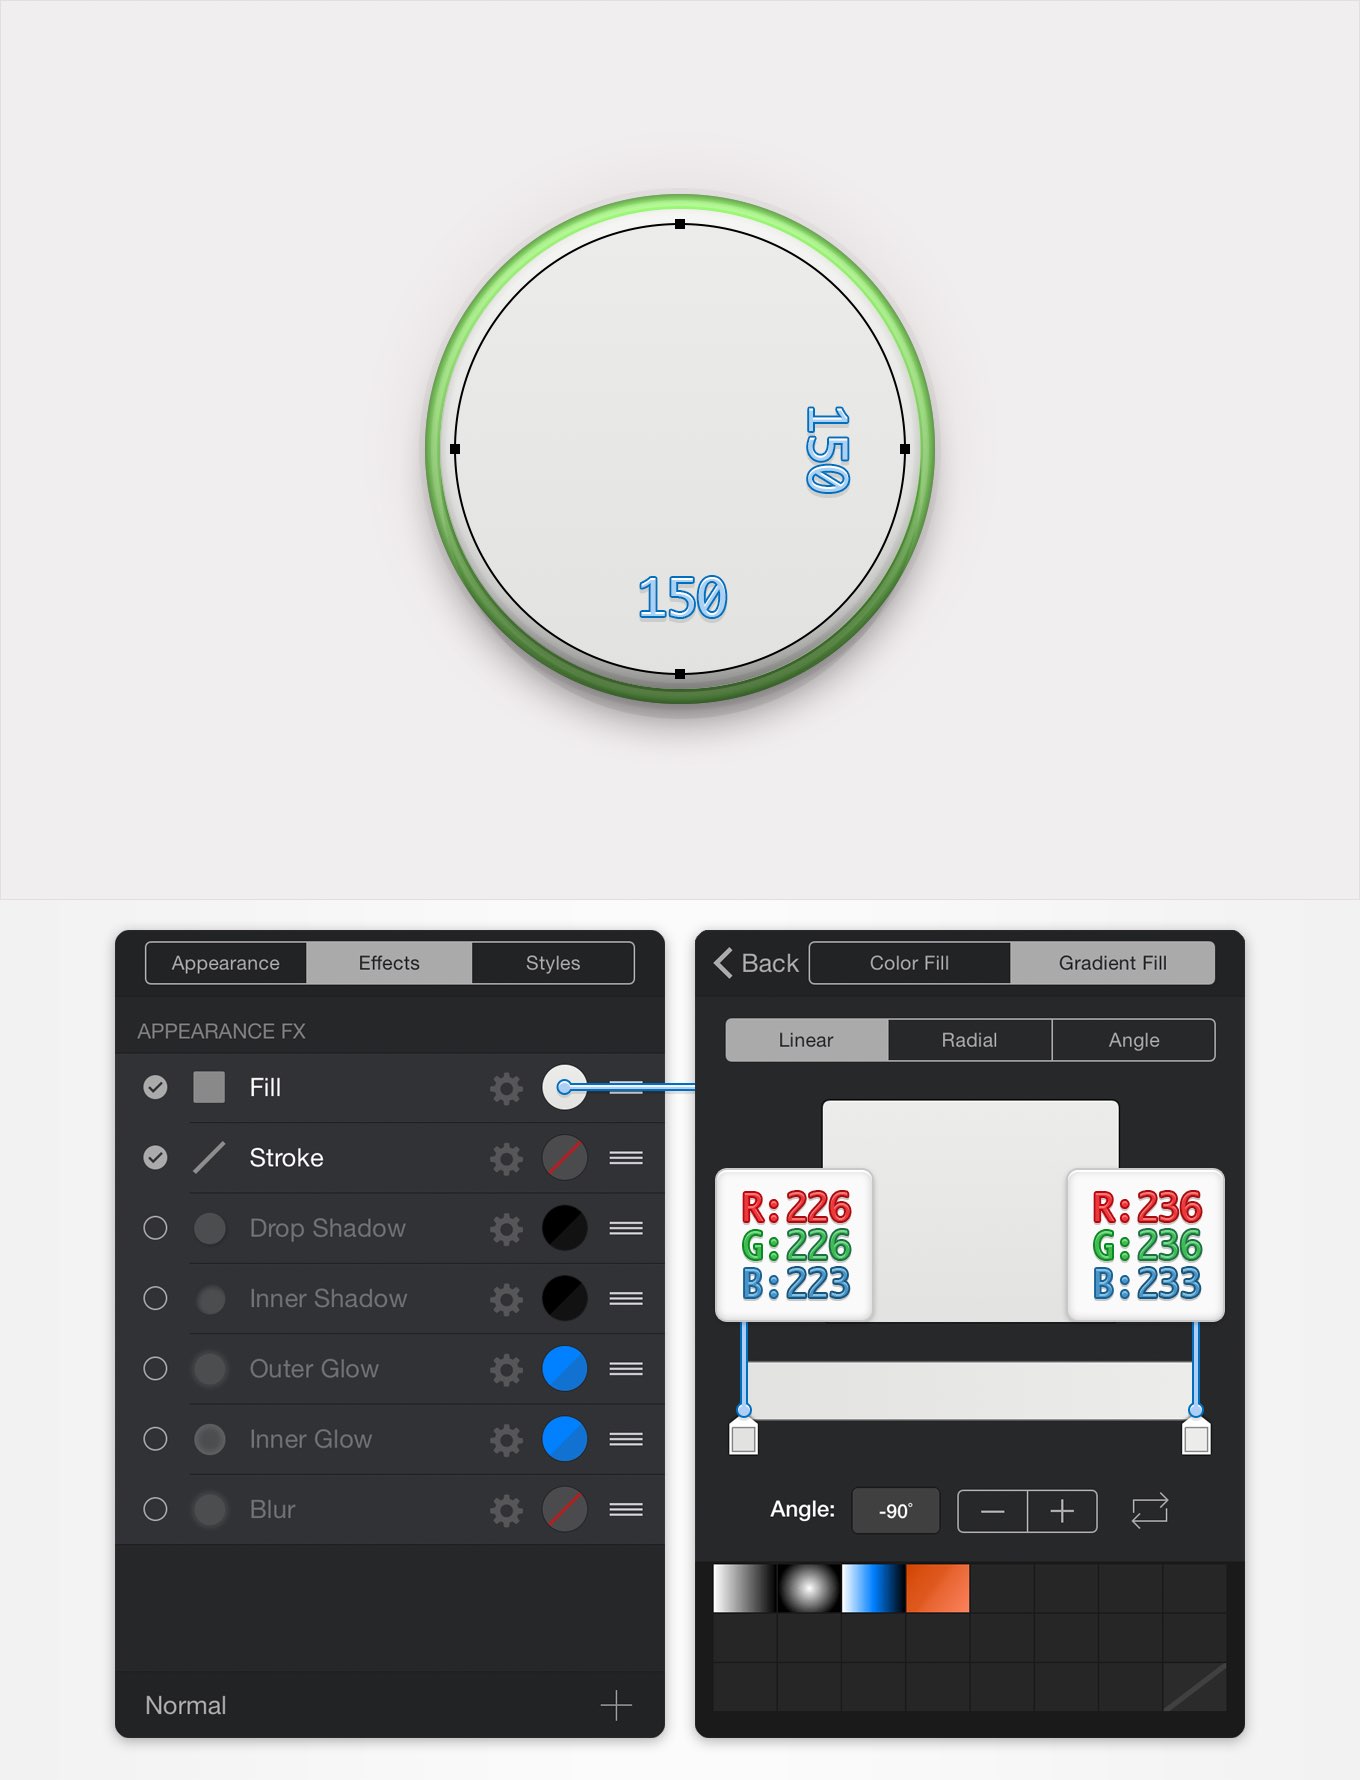 150
150
Appearance Effects Styles
APPEARANCE FX
Fill
Stroke
Drop Shadow
Inner Shadow
Outer Glow
Inner Glow
Blur
Normal
Back Color Fill Gradient Fill
Linear Radial Angle
R:226
G:226
B:223
R:236
G:236
B:233
Angle: -90°